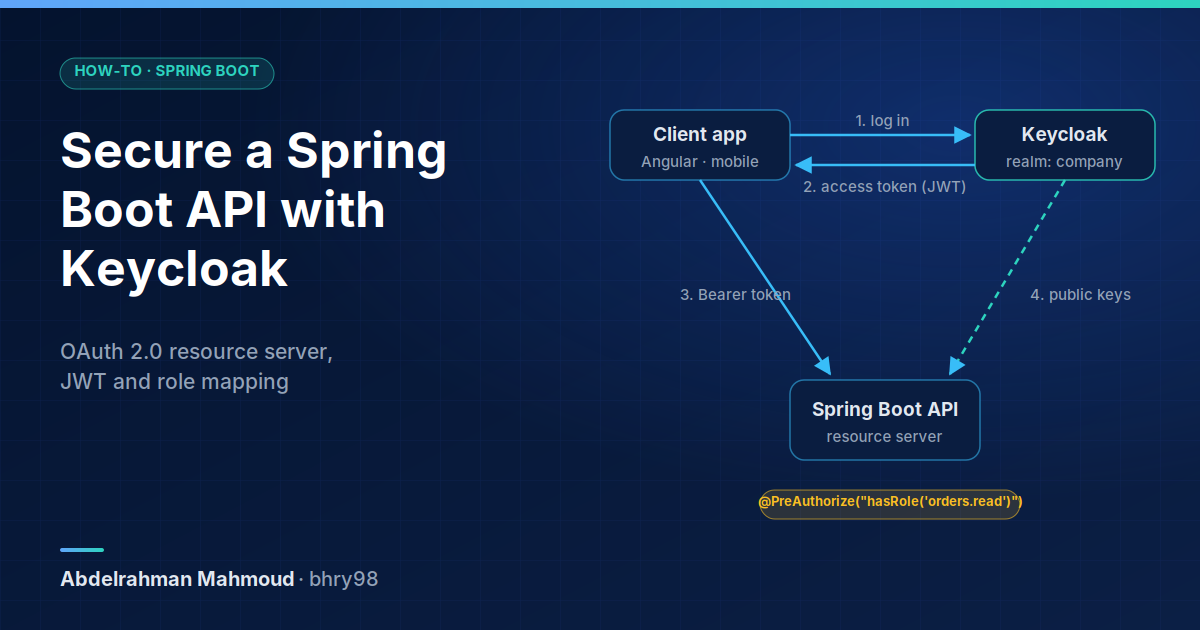 HOW-TO · SPRING BOOT
Secure a Spring
Boot API with
Keycloak
OAuth 2.0 resource server,
JWT and role mapping
Abdelrahman Mahmoud · bhry98
Client app
Angular · mobile
1. log in
2. access token (JWT)
Keycloak
realm: company
3. Bearer token
4. public keys
Spring Boot API
resource server
@PreAuthorize("hasRole('orders.read')")